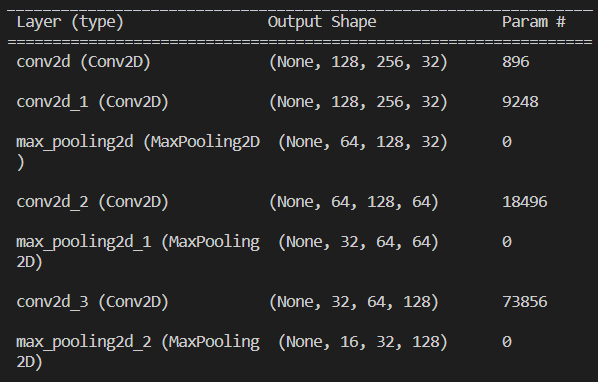 Layer (type) Output Shape Param #
conv2d (Conv2D) (None, 128, 256, 32) 896
conv2d_1 (Conv2D) (None, 128, 256, 32) 9248
max_pooling2d (MaxPooling2D (None, 64, 128, 32) 0
)
conv2d_2 (Conv2D) (None, 64, 128, 64) 18496
max_pooling2d_1 (MaxPooling (None, 32, 64, 64) 0
2D)
conv2d_3 (Conv2D) (None, 32, 64, 128) 73856
max_pooling2d_2 (MaxPooling (None, 16, 32, 128) 0
2D)